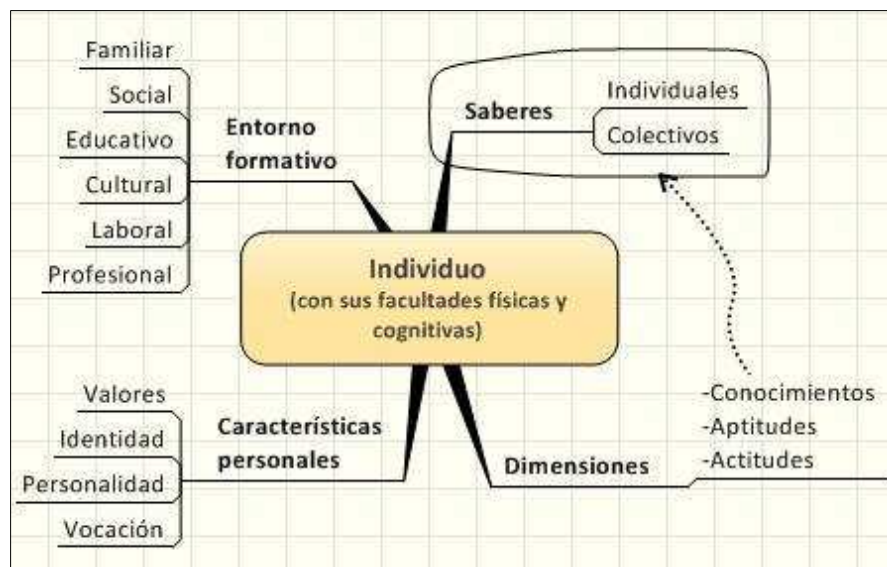 Familiar
Social
Educativo
Cultural
Laboral
Profesional
Entorno
formativo
Saberes
Individuales
Colectivos
Individuo
(con sus facultades físicas y
cognitivas)
Valores
Identidad
Personalidad
Vocación
Características
personales
Dimensiones
-Conocimientos
-Aptitudes
-Actitudes